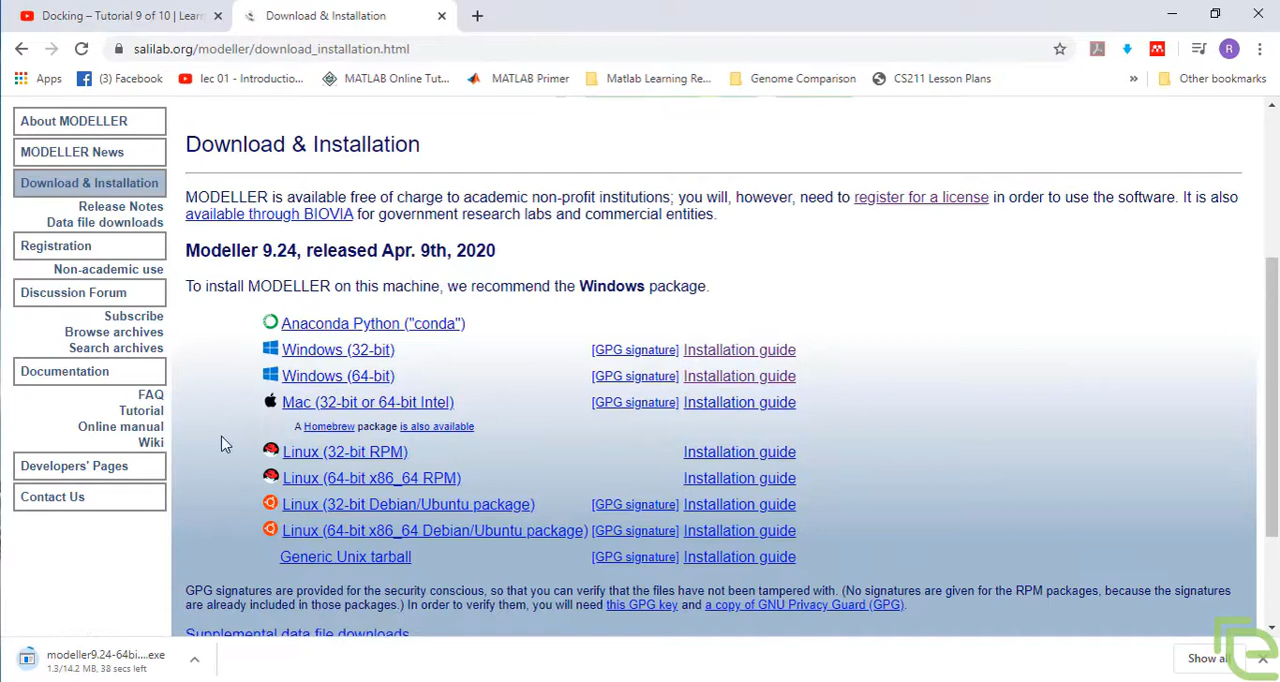 Docking – Tutorial 9 of 10 | Lear
Download & Installation
salilab.org/modeller/download_installation.html
Apps
(3) Facebook
lec 01 - Introductio...
MATLAB Online Tut...
MATLAB Primer
Matlab Learning Re...
Genome Comparison
CS211 Lesson Plans
»
Other bookmarks
R
About MODELLER
MODELLER News
Download & Installation
Release Notes
Data file downloads
Registration
Non-academic use
Discussion Forum
Subscribe
Browse archives
Search archives
Documentation
FAQ
Tutorial
Online manual
Wiki
Developers' Pages
Contact Us
Download & Installation
MODELLER is available free of charge to academic non-profit institutions; you will, however, need to register for a license in order to use the software. It is also
available through BIOVIA for government research labs and commercial entities.
Modeller 9.24, released Apr. 9th, 2020
To install MODELLER on this machine, we recommend the Windows package.
Anaconda Python ("conda")
Windows (32-bit) [GPG signature] Installation guide
Windows (64-bit) [GPG signature] Installation guide
Mac (32-bit or 64-bit Intel) [GPG signature] Installation guide
A Homebrew package is also available
Linux (32-bit RPM) Installation guide
Linux (64-bit x86_64 RPM) Installation guide
Linux (32-bit Debian/Ubuntu package) [GPG signature] Installation guide
Linux (64-bit x86_64 Debian/Ubuntu package) [GPG signature] Installation guide
Generic Unix tarball [GPG signature] Installation guide
GPG signatures are provided for the security conscious, so that you can verify that the files have not been tampered with. (No signatures are given for the RPM packages, because the signatures
are already included in those packages.) In order to verify them, you will need this GPG key and a copy of GNU Privacy Guard (GPG).
Supplemental data file downloads
modeller9.24-64bi....exe
1.3/14.2 MB, 38 secs left
Show all